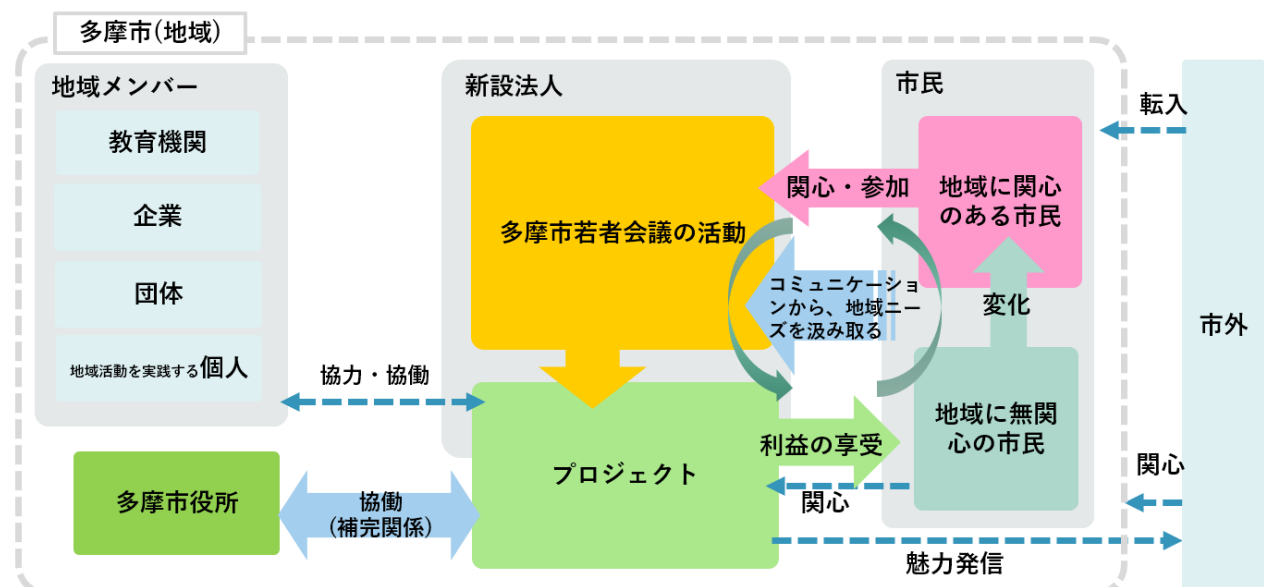 多摩市(地域)
地域メンバー
教育機関
企業
団体
地域活動を実践する個人
多摩市役所
協力・協働
協働
(補完関係)
新設法人
多摩市若者会議の活動
プロジェクト
関心・参加
コミュニケーショ
ンから、地域ニー
ズを汲み取る
利益の享受
関心
魅力発信
市民
地域に関心
のある市民
変化
地域に無関
心の市民
転入
市外
関心